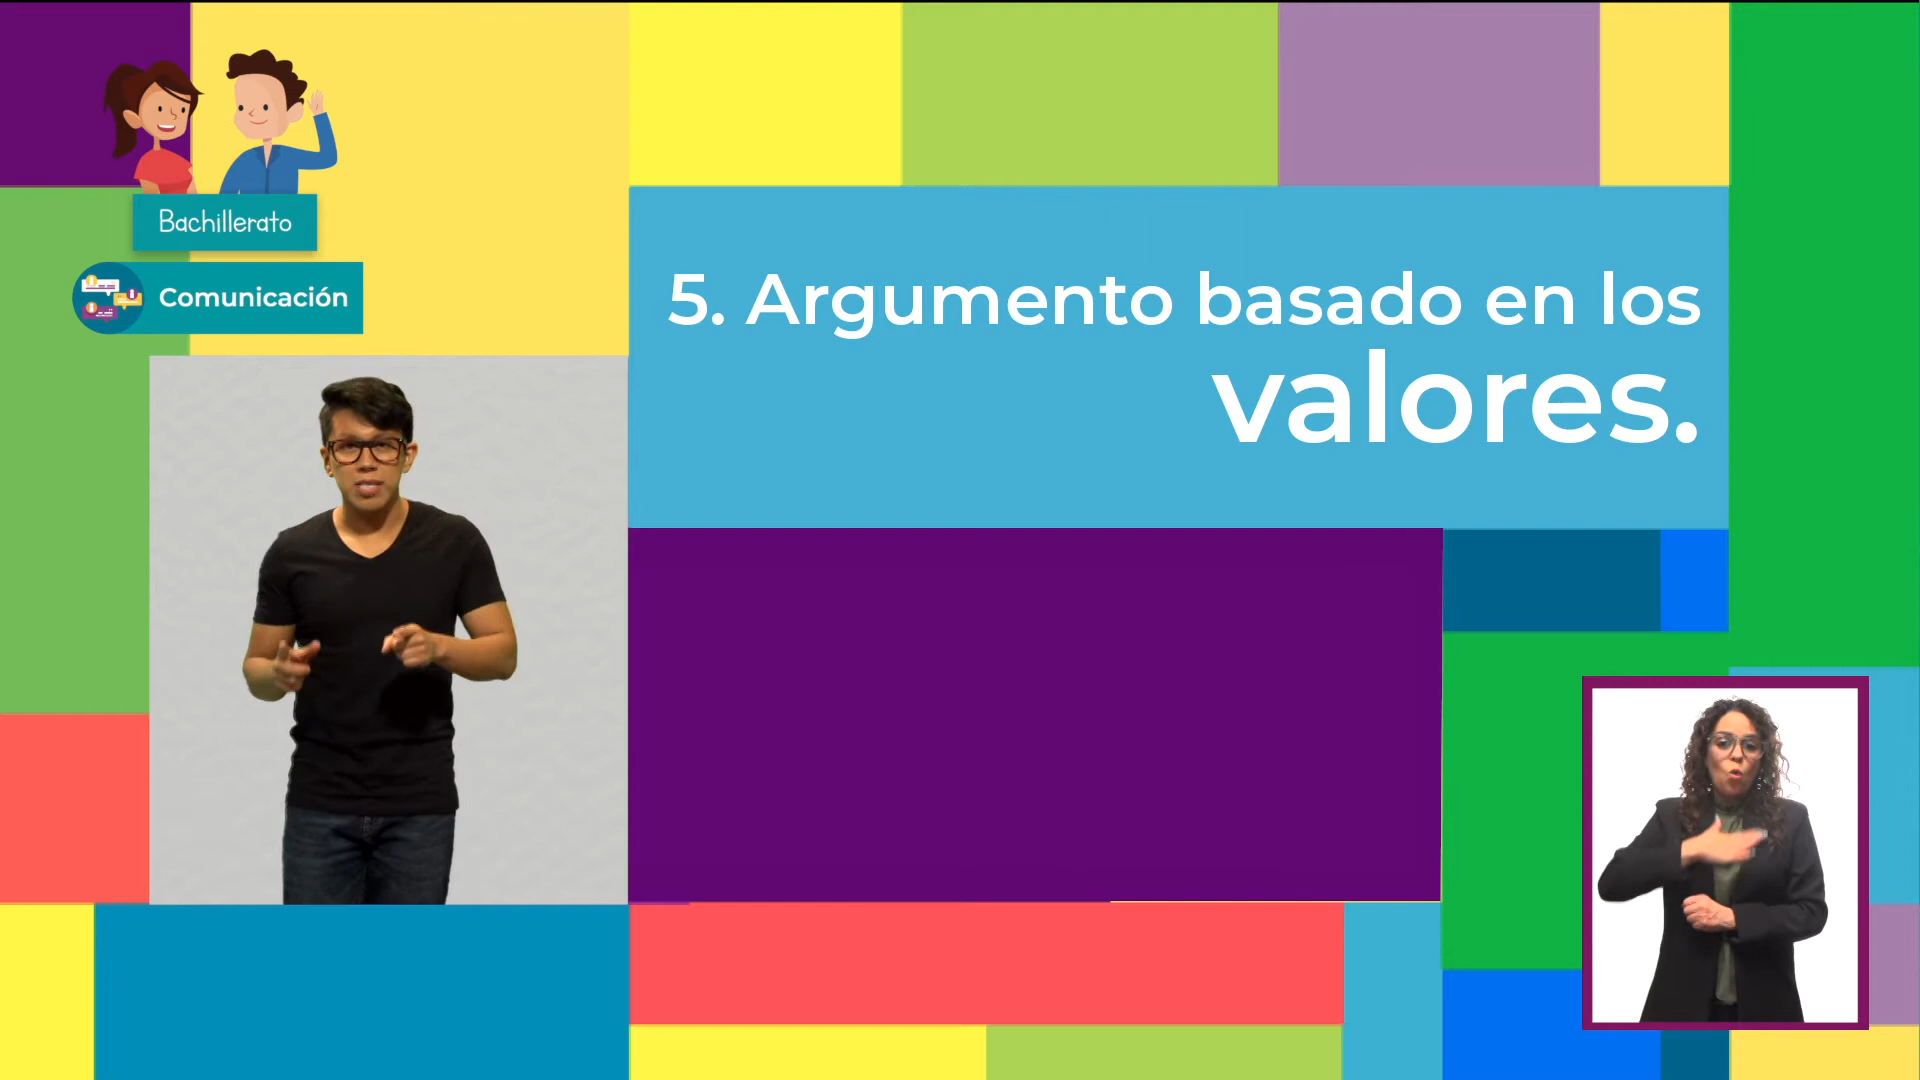 Bachillerato
Comunicación
5. Argumento basado en los
valores.